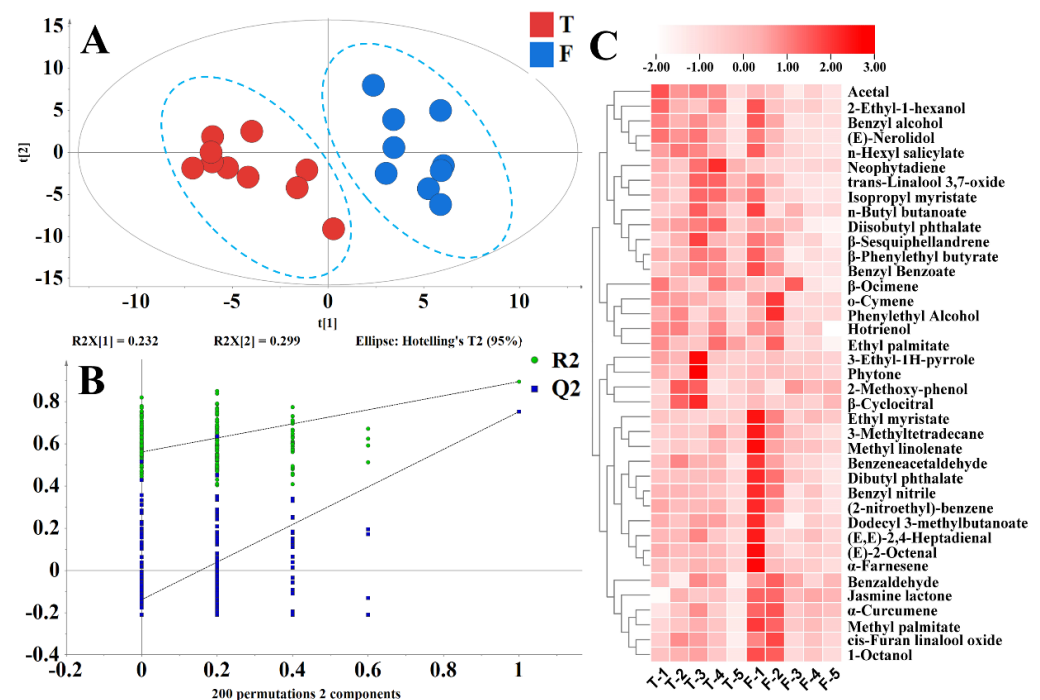 A
T
F
15
10
5
0
-5
-10
-15
t[2]
-10
-5
0
5
10
t[1]
R2X[1] = 0.232
R2X[2] = 0.299
Ellipse: Hotelling's T2 (95%)
B
R2
Q2
0.8
0.6
0.4
0.2
0
-0.2
-0.4
-0.2
0
0.2
0.4
0.6
0.8
1
200 permutations 2 components
C
-2.00
-1.00
0.00
1.00
2.00
3.00
Acetal
2-Ethyl-1-hexanol
Benzyl alcohol
(E)-Nerolidol
n-Hexyl salicylate
Neophytadiene
trans-Linalool 3,7-oxide
Isopropyl myristate
n-Butyl butanoate
Diisobutyl phthalate
β-Sesquiphellandrene
β-Phenylethyl butyrate
Benzyl Benzoate
β-Ocimene
o-Cymene
Phenylethyl Alcohol
Hotrienol
Ethyl palmitate
3-Ethyl-1H-pyrrole
Phytone
2-Methoxy-phenol
β-Cyclocitral
Ethyl myristate
3-Methyltetradecane
Methyl linolenate
Benzeneacetaldehyde
Dibutyl phthalate
Benzyl nitrile
(2-nitroethyl)-benzene
Dodecyl 3-methylbutanoate
(E,E)-2,4-Heptadienal
(E)-2-Octenal
α-Farnesene
Benzaldehyde
Jasmine lactone
α-Curcumene
Methyl palmitate
cis-Furan linalool oxide
1-Octanol
T-1
T-2
T-3
T-4
T-5
F-1
F-2
F-3
F-4
F-5